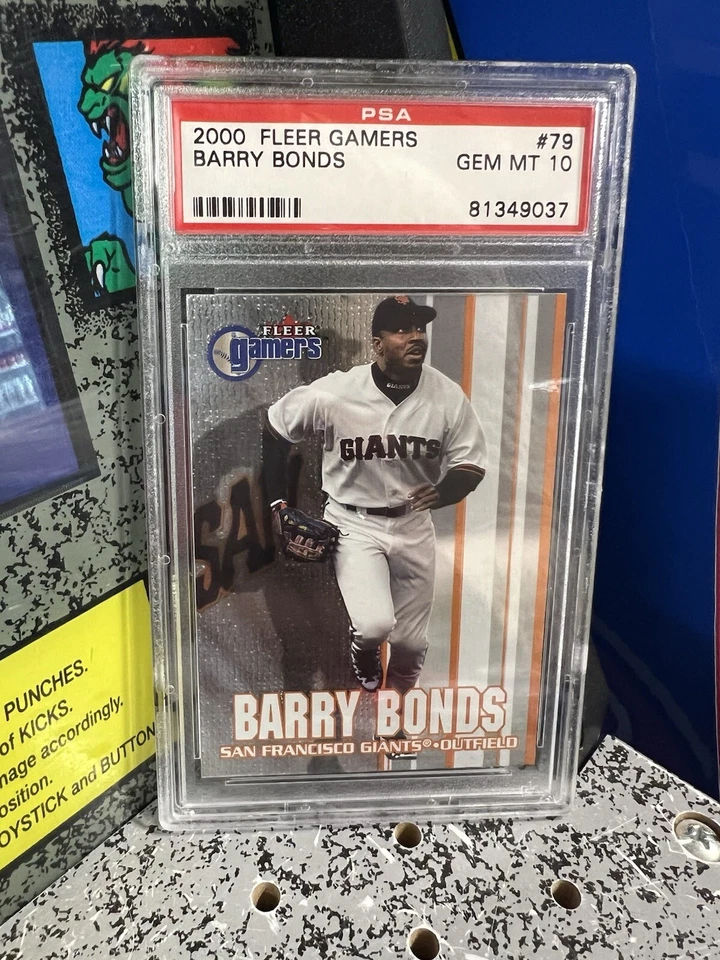 PSA
2000 FLEER GAMERS #79
BARRY BONDS GEM MT 10
81349037
FLEER
gamers
GIANTS
SAN
BARRY BONDS
SAN FRANCISCO GIANTS®•OUTFIELD
PUNCHES.
of KICKS.
mage accordingly.
osition.
OYSTICK and BUTTON